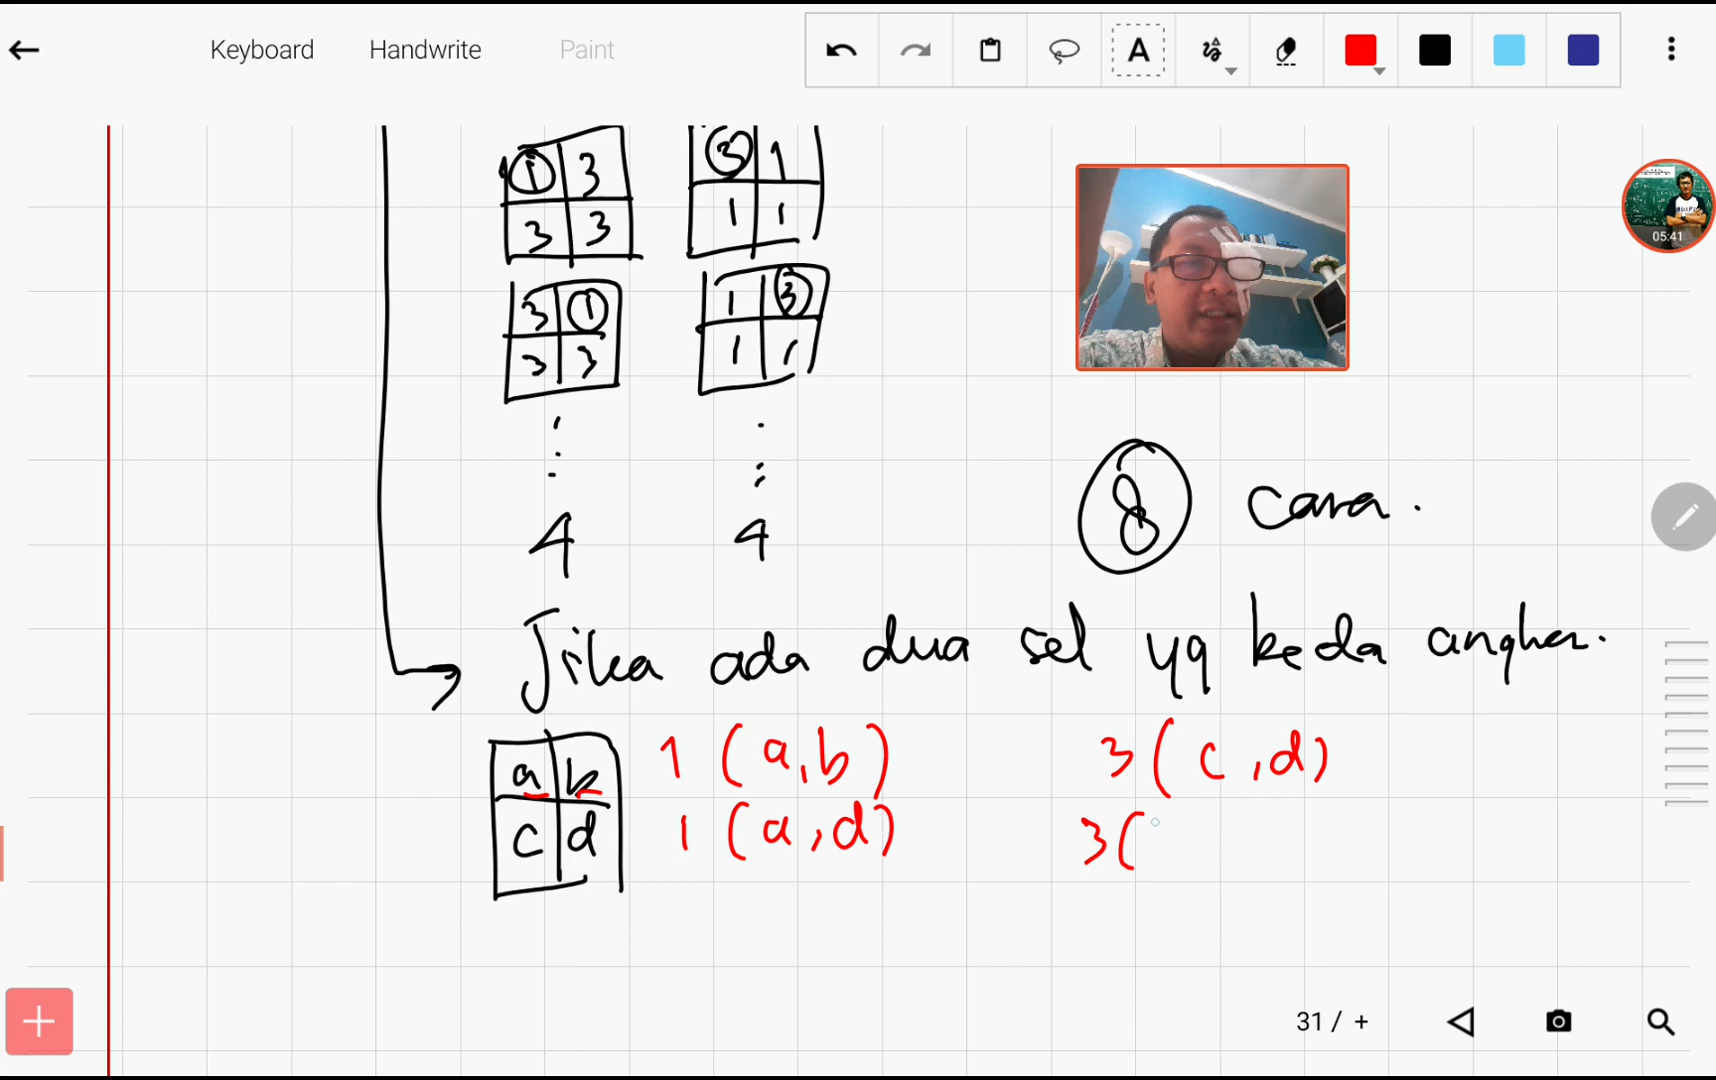 Keyboard Handwrite Paint A
05:41
1 3
3 3
3 1
1 1
3 1
3 3
1 3
1 1
4 4
8 cara.
Jika ada dua sel yg beda angka.
a b
c d
1 (a,b) 3 (c,d)
1 (a,d) 3 (
31 / +